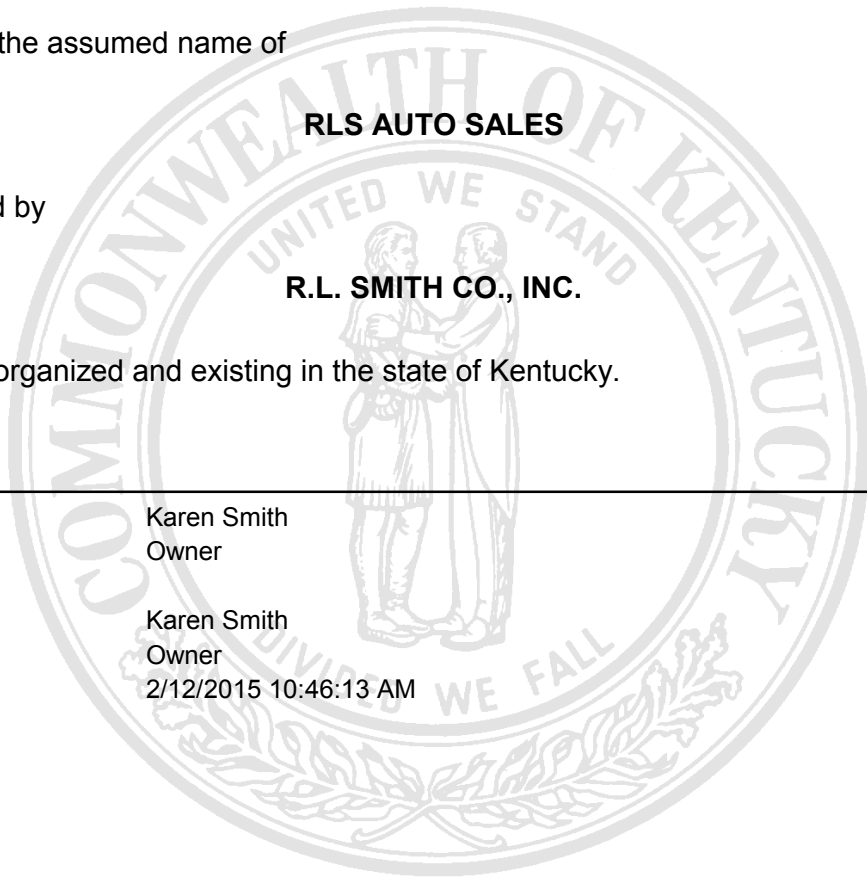 the assumed name of
RLS AUTO SALES
d by
R.L. SMITH CO., INC.
organized and existing in the state of Kentucky.
Karen Smith
Owner
Karen Smith
Owner
2/12/2015 10:46:13 AM
COMMONWEALTH OF KENTUCKY
UNITED WE STAND
DIVIDED WE FALL